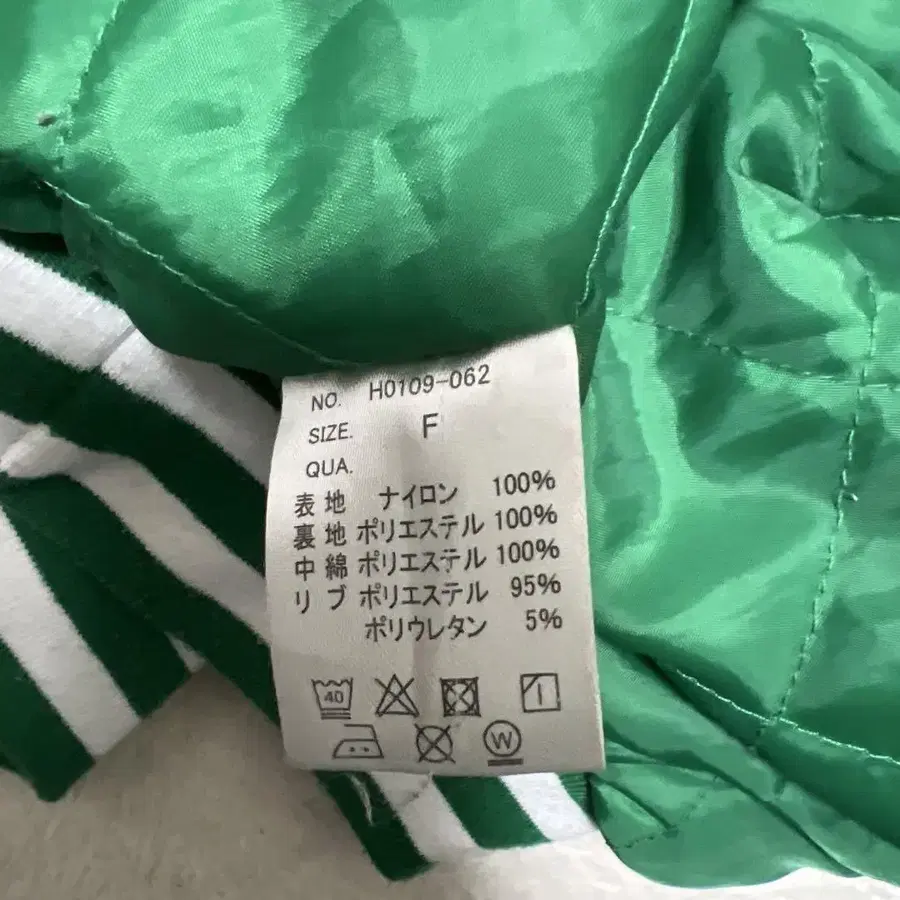 NO. H0109-062
SIZE. F
QUA.
表地 ナイロン 100%
裏地 ポリエステル 100%
中綿 ポリエステル 100%
リブ ポリエステル 95%
ポリウレタン 5%
40
W